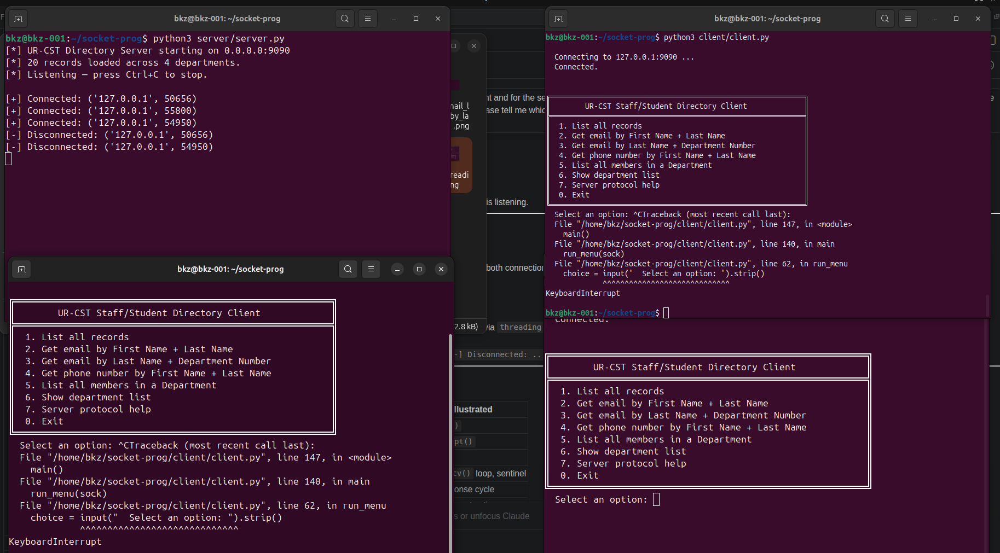 bkz@bkz-001: ~/socket-prog
bkz@bkz-001:~/socket-prog$ python3 server/server.py
[*] UR-CST Directory Server starting on 0.0.0.0:9090
[*] 20 records loaded across 4 departments.
[*] Listening — press Ctrl+C to stop.
[+] Connected: ('127.0.0.1', 50656)
[+] Connected: ('127.0.0.1', 55800)
[+] Connected: ('127.0.0.1', 54950)
[-] Disconnected: ('127.0.0.1', 50656)
[-] Disconnected: ('127.0.0.1', 54950)
bkz@bkz-001: ~/socket-prog
UR-CST Staff/Student Directory Client
1. List all records
2. Get email by First Name + Last Name
3. Get email by Last Name + Department Number
4. Get phone number by First Name + Last Name
5. List all members in a Department
6. Show department list
7. Server protocol help
0. Exit
Select an option: ^CTraceback (most recent call last):
File "/home/bkz/socket-prog/client/client.py", line 147, in <module>
main()
File "/home/bkz/socket-prog/client/client.py", line 140, in main
run_menu(sock)
File "/home/bkz/socket-prog/client/client.py", line 62, in run_menu
choice = input("  Select an option: ").strip()
^^^^^^^^^^^^^^^^^^^^^^^^^^^^^
KeyboardInterrupt
.png
is listening.
both connection
2.8 kB)
via threading
-] Disconnected: ..
llustrated
)
pt()
cv() loop, sentinel
onse cycle
s or unfocus Claude
bkz@bkz-001: ~/socket-prog
bkz@bkz-001:~/socket-prog$ python3 client/client.py
Connecting to 127.0.0.1:9090 ...
Connected.
UR-CST Staff/Student Directory Client
1. List all records
2. Get email by First Name + Last Name
3. Get email by Last Name + Department Number
4. Get phone number by First Name + Last Name
5. List all members in a Department
6. Show department list
7. Server protocol help
0. Exit
Select an option: ^CTraceback (most recent call last):
File "/home/bkz/socket-prog/client/client.py", line 147, in <module>
main()
File "/home/bkz/socket-prog/client/client.py", line 140, in main
run_menu(sock)
File "/home/bkz/socket-prog/client/client.py", line 62, in run_menu
choice = input("  Select an option: ").strip()
^^^^^^^^^^^^^^^^^^^^^^^^^^^^^
KeyboardInterrupt
bkz@bkz-001:~/socket-prog$
Connected.
UR-CST Staff/Student Directory Client
1. List all records
2. Get email by First Name + Last Name
3. Get email by Last Name + Department Number
4. Get phone number by First Name + Last Name
5. List all members in a Department
6. Show department list
7. Server protocol help
0. Exit
Select an option: